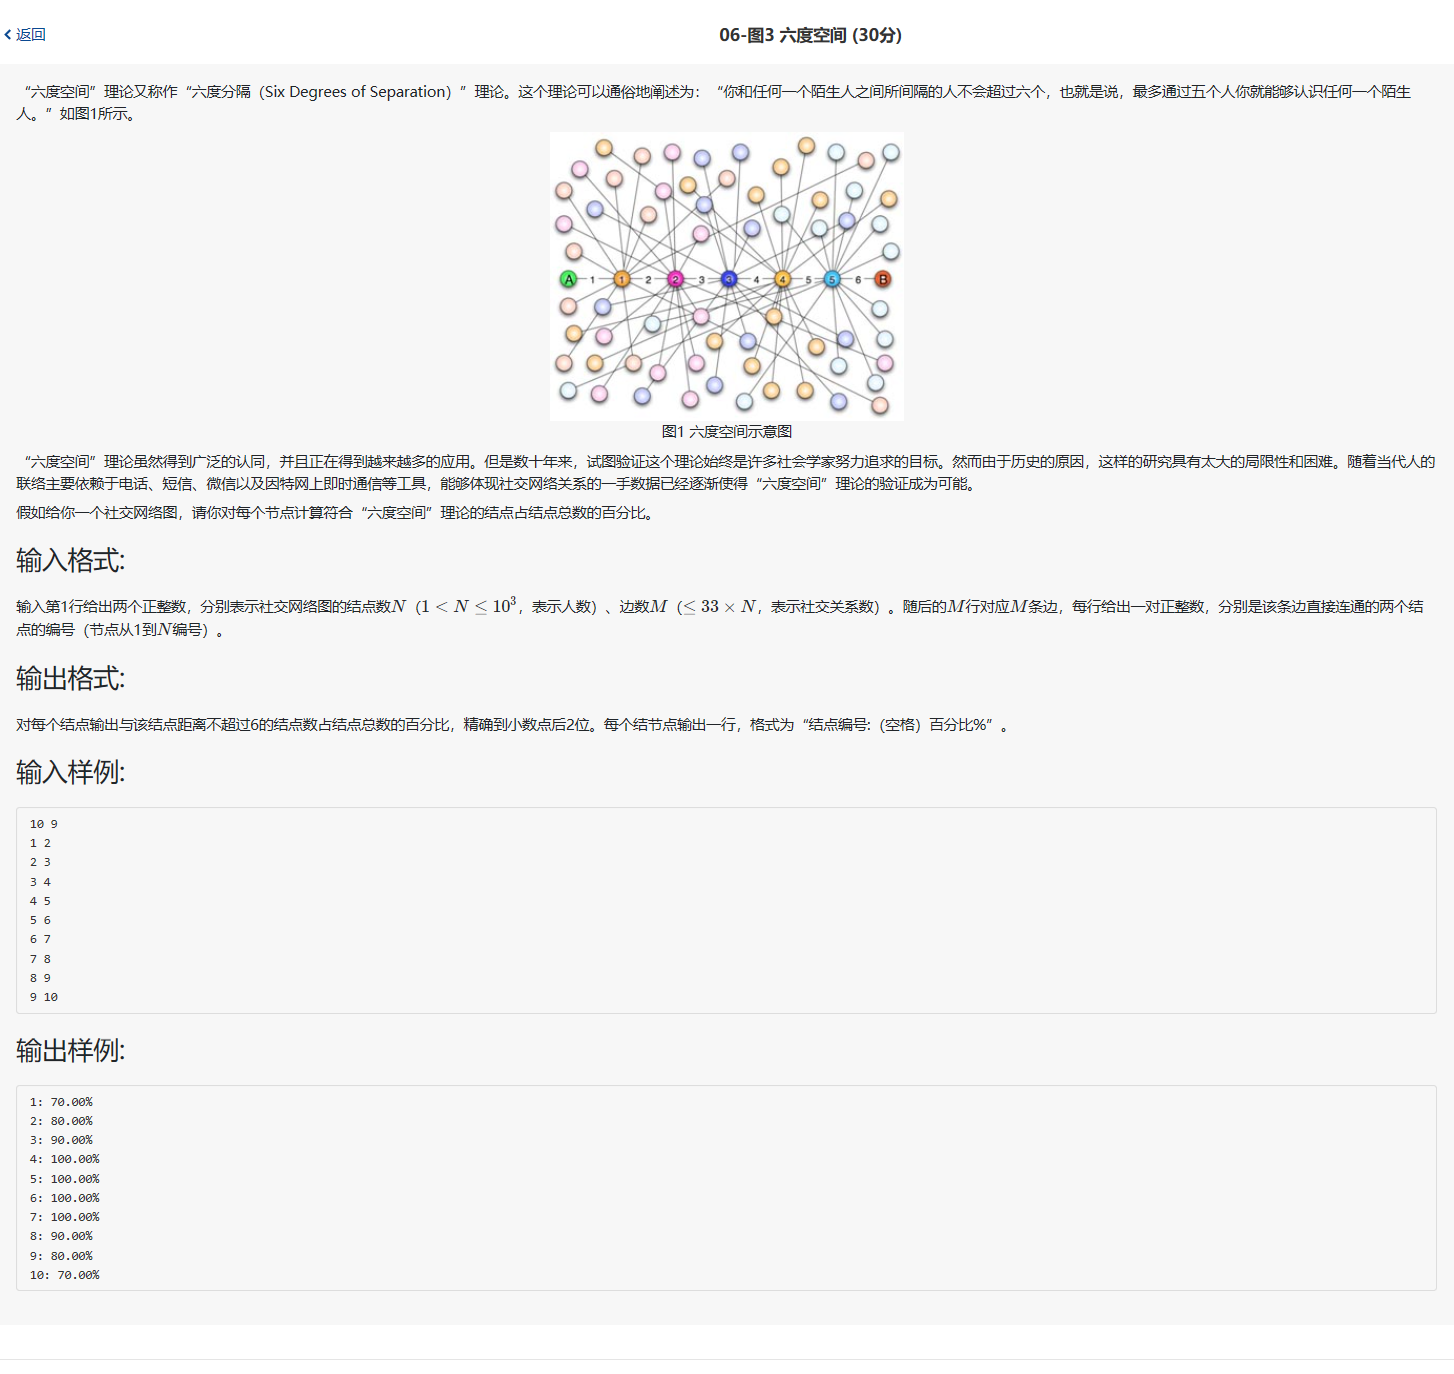 返回
06-图3 六度空间 (30分)
“六度空间”理论又称作“六度分隔（Six Degrees of Separation）”理论。这个理论可以通俗地阐述为：“你和任何一个陌生人之间所间隔的人不会超过六个，也就是说，最多通过五个人你就能够认识任何一个陌生
人。”如图1所示。
A 1 1 2 2 3 3 4 4 5 5 6 B
图1 六度空间示意图
“六度空间”理论虽然得到广泛的认同，并且正在得到越来越多的应用。但是数十年来，试图验证这个理论始终是许多社会学家努力追求的目标。然而由于历史的原因，这样的研究具有太大的局限性和困难。随着当代人的
联络主要依赖于电话、短信、微信以及因特网上即时通信等工具，能够体现社交网络关系的一手数据已经逐渐使得“六度空间”理论的验证成为可能。
假如给你一个社交网络图，请你对每个节点计算符合“六度空间”理论的结点占结点总数的百分比。
输入格式:
输入第1行给出两个正整数，分别表示社交网络图的结点数N（1 < N ≤ 10³，表示人数）、边数M（≤ 33 × N，表示社交关系数）。随后的M行对应M条边，每行给出一对正整数，分别是该条边直接连通的两个结
点的编号（节点从1到N编号）。
输出格式:
对每个结点输出与该结点距离不超过6的结点数占结点总数的百分比，精确到小数点后2位。每个结节点输出一行，格式为“结点编号:（空格）百分比%”。
输入样例:
10 9
1 2
2 3
3 4
4 5
5 6
6 7
7 8
8 9
9 10
输出样例:
1: 70.00%
2: 80.00%
3: 90.00%
4: 100.00%
5: 100.00%
6: 100.00%
7: 100.00%
8: 90.00%
9: 80.00%
10: 70.00%